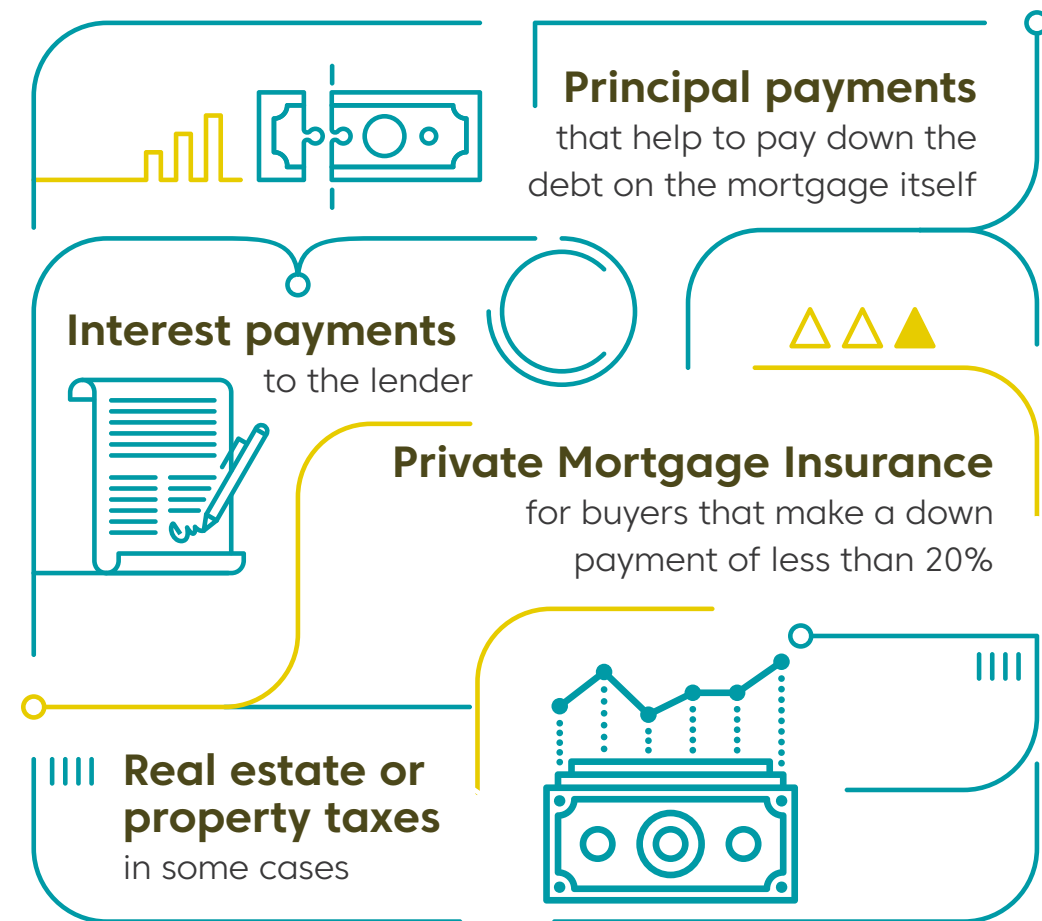 Principal payments
that help to pay down the
debt on the mortgage itself
Interest payments
to the lender
Private Mortgage Insurance
for buyers that make a down
payment of less than 20%
Real estate or
property taxes
in some cases